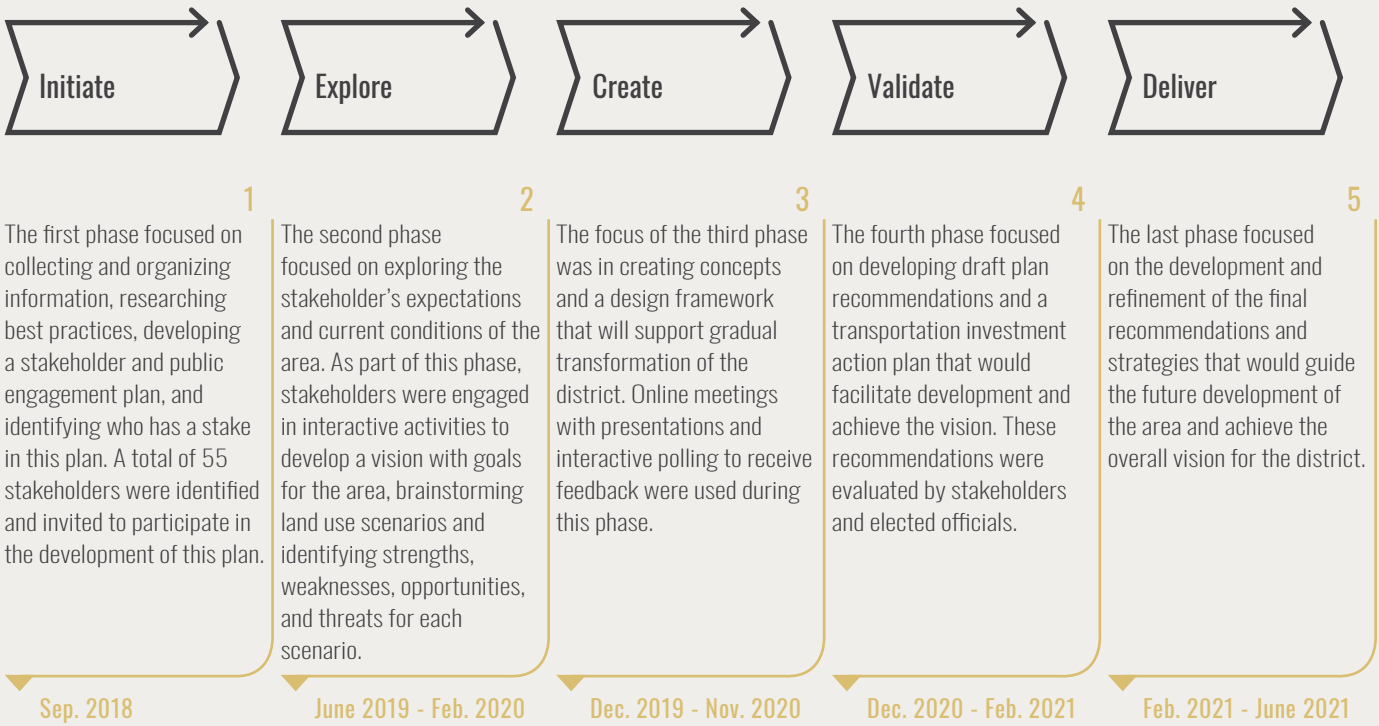 Initiate
1
The first phase focused on
collecting and organizing
information, researching
best practices, developing
a stakeholder and public
engagement plan, and
identifying who has a stake
in this plan. A total of 55
stakeholders were identified
and invited to participate in
the development of this plan.
Sep. 2018
Explore
2
The second phase
focused on exploring the
stakeholder’s expectations
and current conditions of the
area. As part of this phase,
stakeholders were engaged
in interactive activities to
develop a vision with goals
for the area, brainstorming
land use scenarios and
identifying strengths,
weaknesses, opportunities,
and threats for each
scenario.
June 2019 - Feb. 2020
Create
3
The focus of the third phase
was in creating concepts
and a design framework
that will support gradual
transformation of the
district. Online meetings
with presentations and
interactive polling to receive
feedback were used during
this phase.
Dec. 2019 - Nov. 2020
Validate
4
The fourth phase focused
on developing draft plan
recommendations and a
transportation investment
action plan that would
facilitate development and
achieve the vision. These
recommendations were
evaluated by stakeholders
and elected officials.
Dec. 2020 - Feb. 2021
Deliver
5
The last phase focused
on the development and
refinement of the final
recommendations and
strategies that would guide
the future development of
the area and achieve the
overall vision for the district.
Feb. 2021 - June 2021